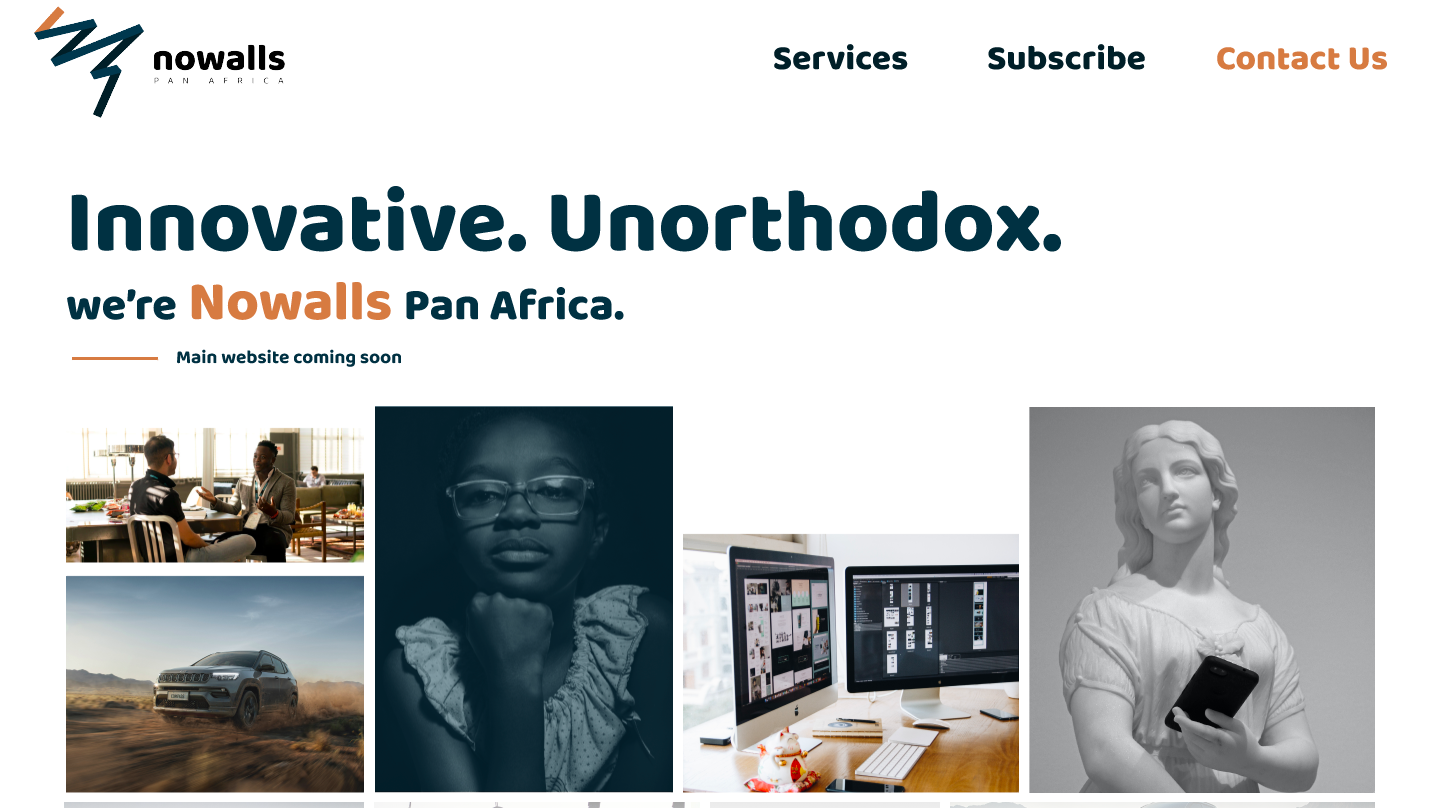 nowalls
PAN AFRICA
Services Subscribe Contact Us
Innovative. Unorthodox.
we're Nowalls Pan Africa.
Main website coming soon